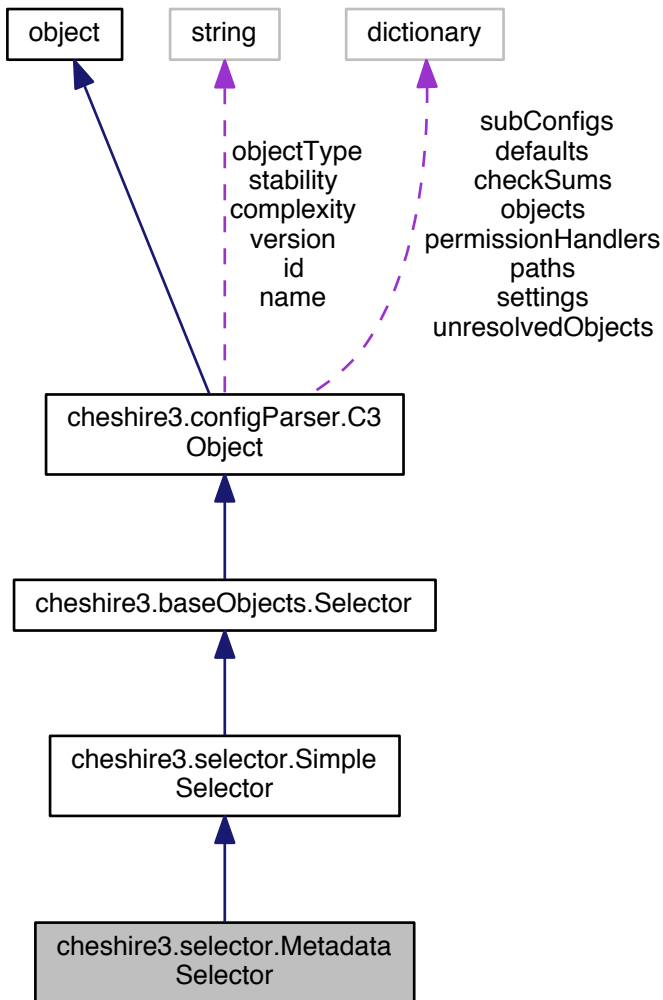 object
string
dictionary
objectType
stability
complexity
version
id
name
subConfigs
defaults
checkSums
objects
permissionHandlers
paths
settings
unresolvedObjects
cheshire3.configParser.C3
Object
cheshire3.baseObjects.Selector
cheshire3.selector.Simple
Selector
cheshire3.selector.Metadata
Selector